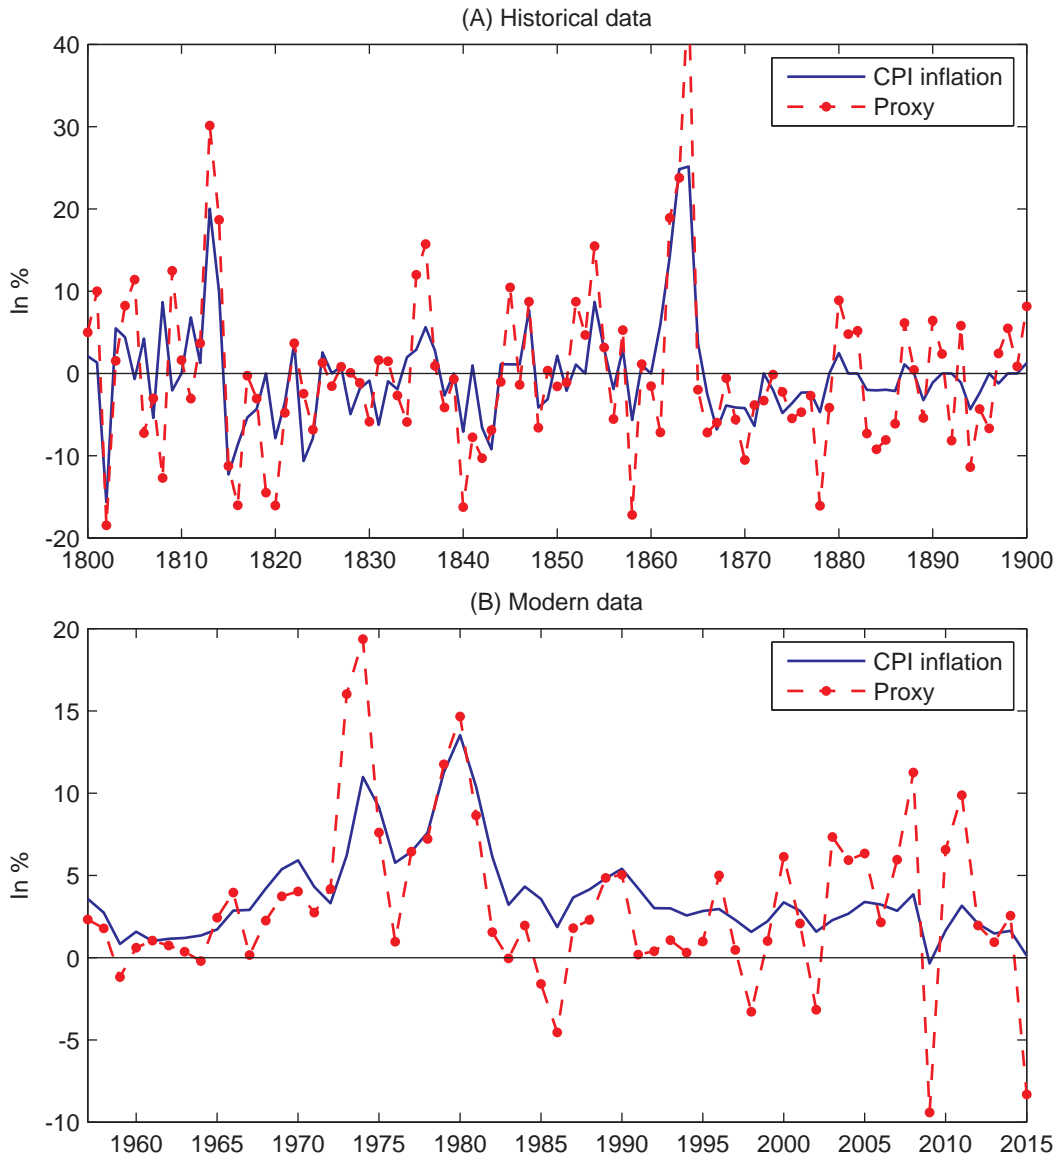 (A) Historical data
40
30
20
10
0
-10
-20
In %
CPI inflation
Proxy
1800 1810 1820 1830 1840 1850 1860 1870 1880 1890 1900
(B) Modern data
20
15
10
5
0
-5
-10
In %
CPI inflation
Proxy
1960 1965 1970 1975 1980 1985 1990 1995 2000 2005 2010 2015